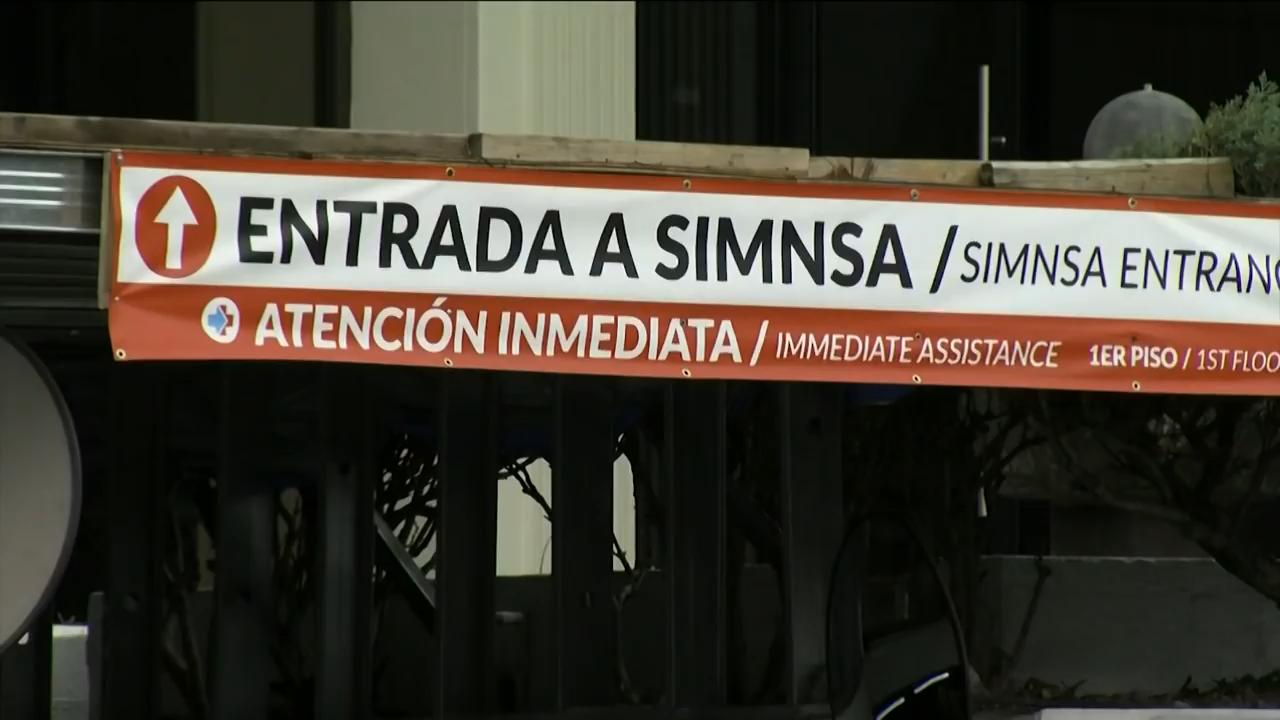 ENTRADA A SIMNSA / SIMNSA ENTRANC
ATENCIÓN INMEDIATA / IMMEDIATE ASSISTANCE 1ER PISO / 1ST FLOO